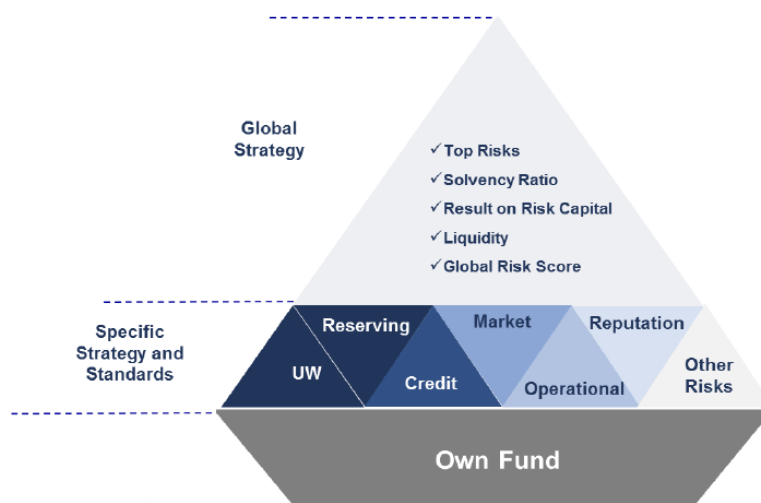 Global
Strategy
✓Top Risks
✓Solvency Ratio
✓Result on Risk Capital
✓Liquidity
✓Global Risk Score
Specific
Strategy and
Standards
UW
Reserving
Credit
Market
Operational
Reputation
Other
Risks
Own Fund